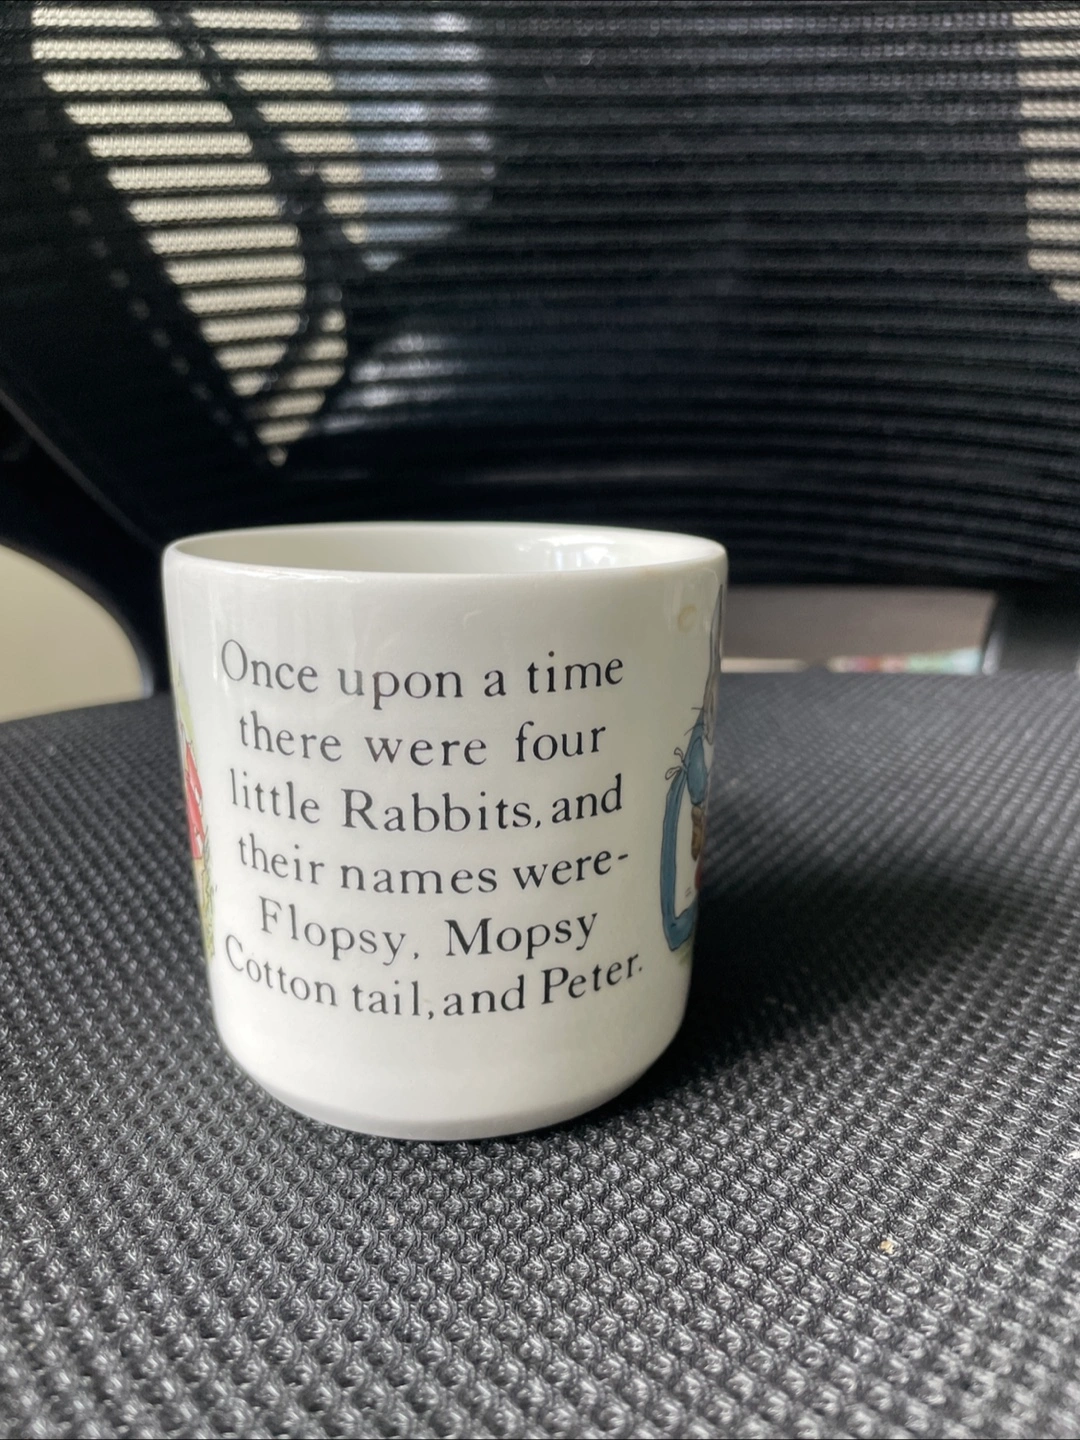 Once upon a time
there were four
little Rabbits, and
their names were-
Flopsy, Mopsy
Cotton tail, and Peter.